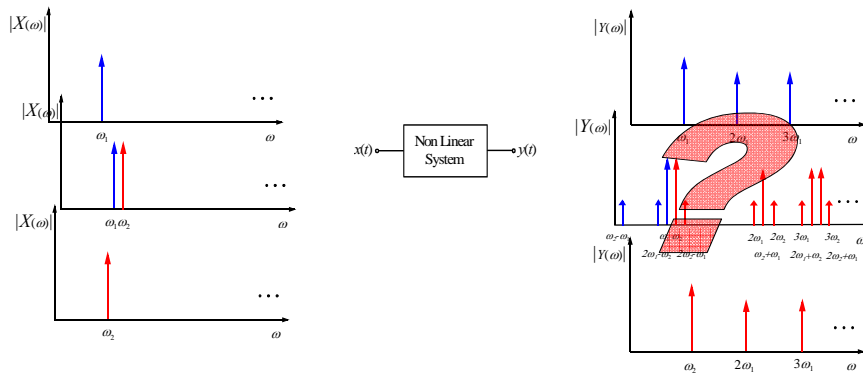 |X(ω)|
ω₁
...
ω
|X(ω)|
ω₁ω₂
...
ω
|X(ω)|
ω₂
...
ω
x(t)
Non Linear
System
y(t)
|Y(ω)|
ω₁
2ω₁
3ω₁
...
ω
|Y(ω)|
...
ω₂-ω₁
ω₁ω₂
2ω₁
2ω₂
3ω₁
3ω₂
ω
2ω₁-ω₂
2ω₂-ω₁
ω₂+ω₁
2ω₁+ω₂
2ω₂+ω₁
?
|Y(ω)|
ω₂
2ω₁
3ω₁
...
ω